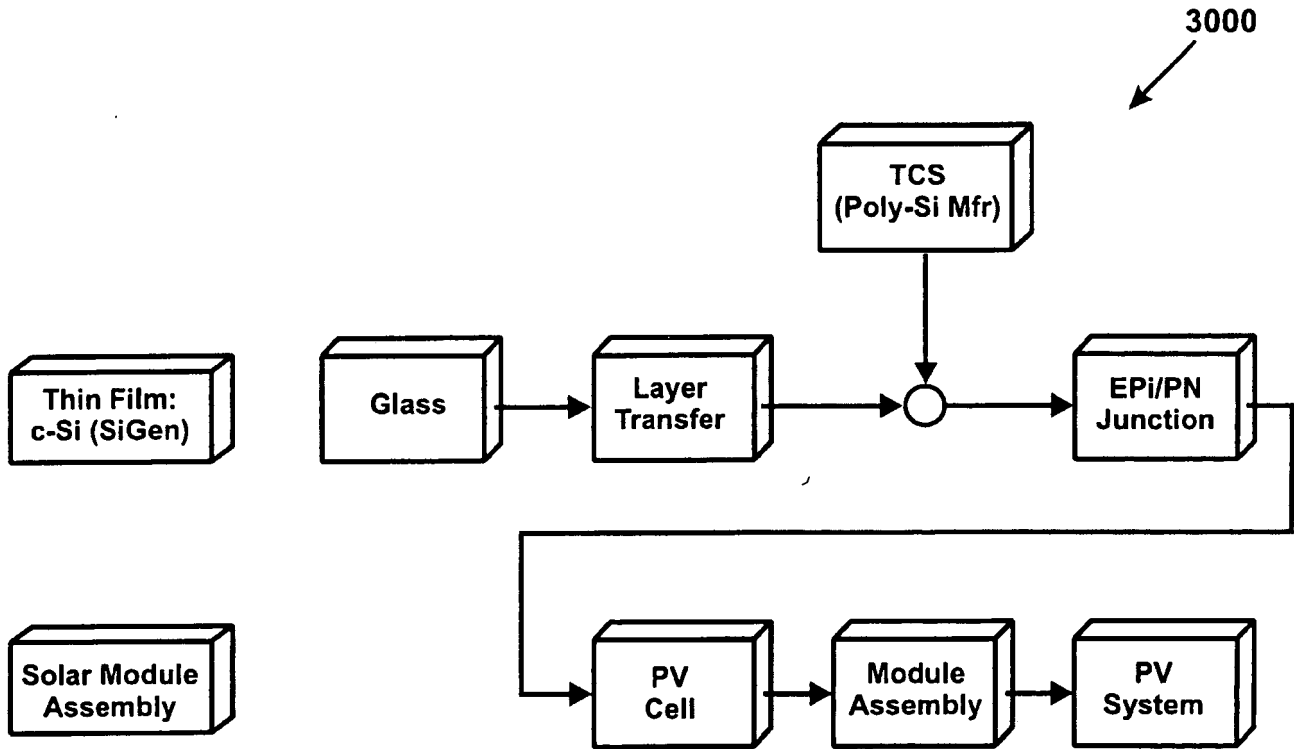 3000
TCS
(Poly-Si Mfr)
Thin Film:
c-Si (SiGen)
Glass
Layer
Transfer
EPi/PN
Junction
Solar Module
Assembly
PV
Cell
Module
Assembly
PV
System